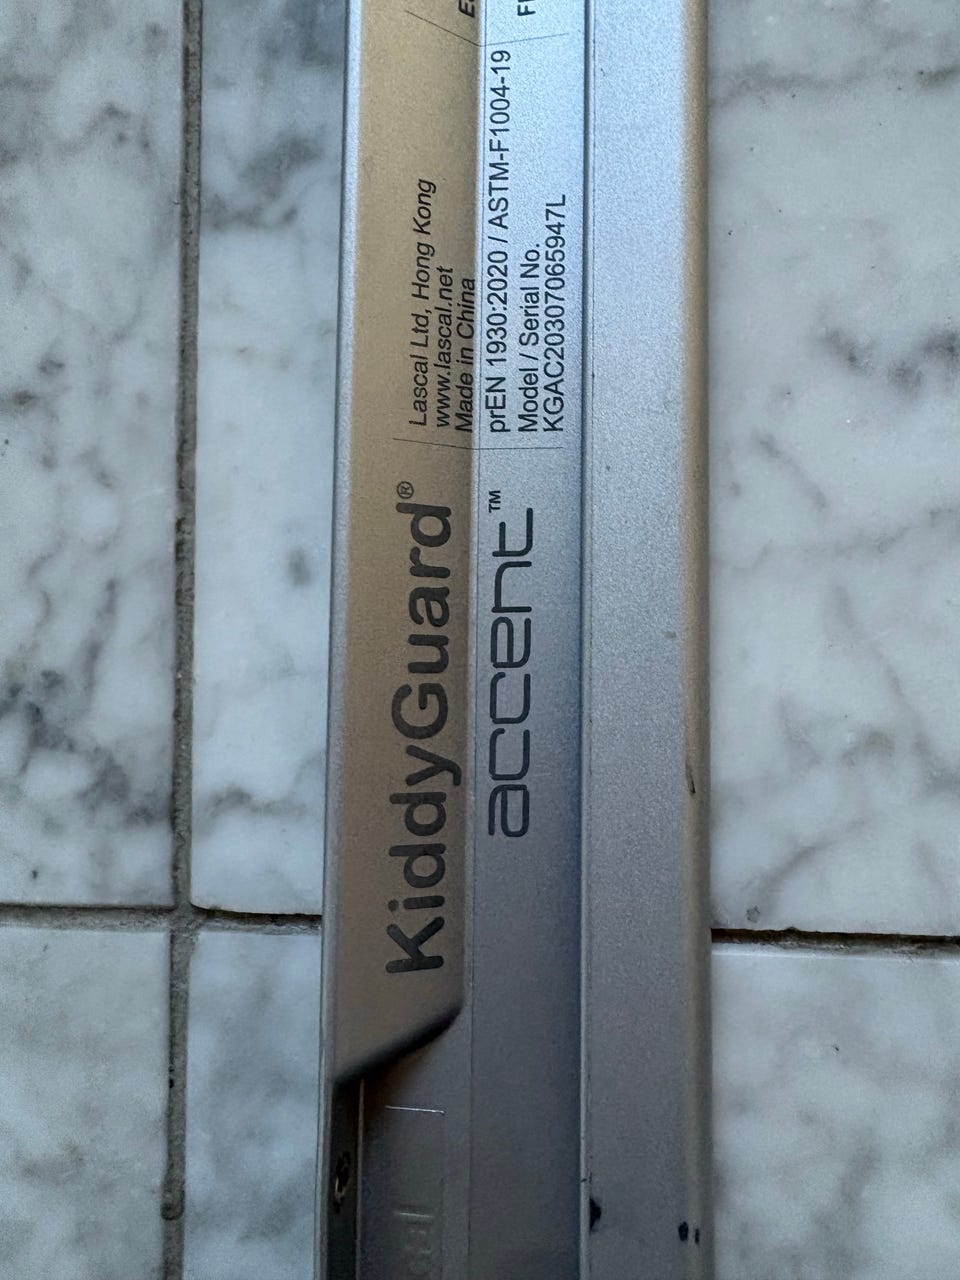 KiddyGuard®
accent™
Lascal Ltd, Hong Kong
www.lascal.net
Made in China
prEN 1930:2020 / ASTM-F1004-19
Model / Serial No.
KGAC20307065947L